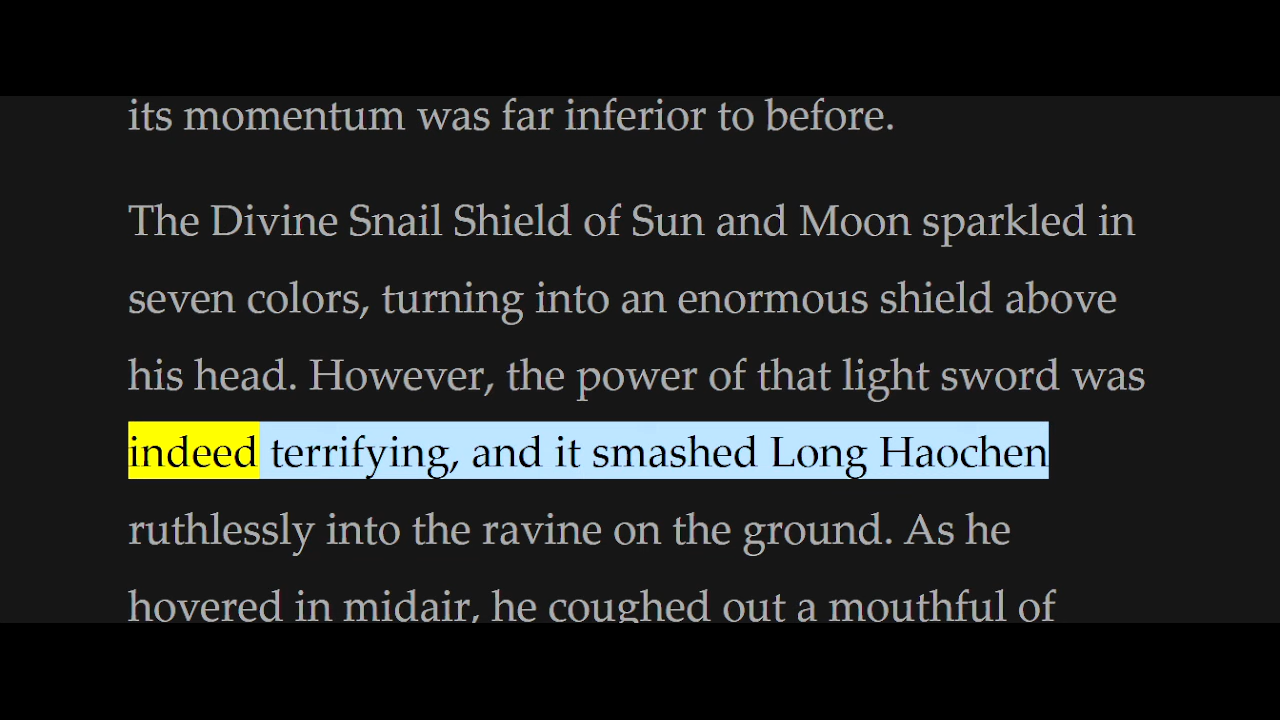 its momentum was far inferior to before.
The Divine Snail Shield of Sun and Moon sparkled in
seven colors, turning into an enormous shield above
his head. However, the power of that light sword was
indeed terrifying, and it smashed Long Haochen
ruthlessly into the ravine on the ground. As he
hovered in midair, he coughed out a mouthful of